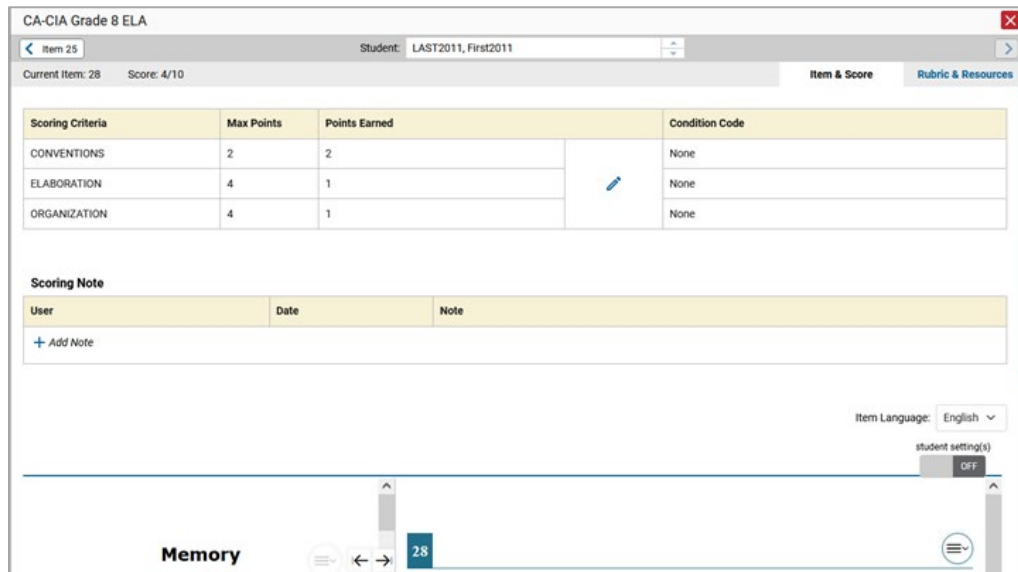 CA-CIA Grade 8 ELA
Item 25 Student: LAST2011, First2011
Current Item: 28 Score: 4/10 Item & Score Rubric & Resources
Scoring Criteria Max Points Points Earned Condition Code
CONVENTIONS 2 2 None
ELABORATION 4 1 None
ORGANIZATION 4 1 None
Scoring Note
User Date Note
+ Add Note
Item Language: English
student setting(s)
OFF
Memory 28